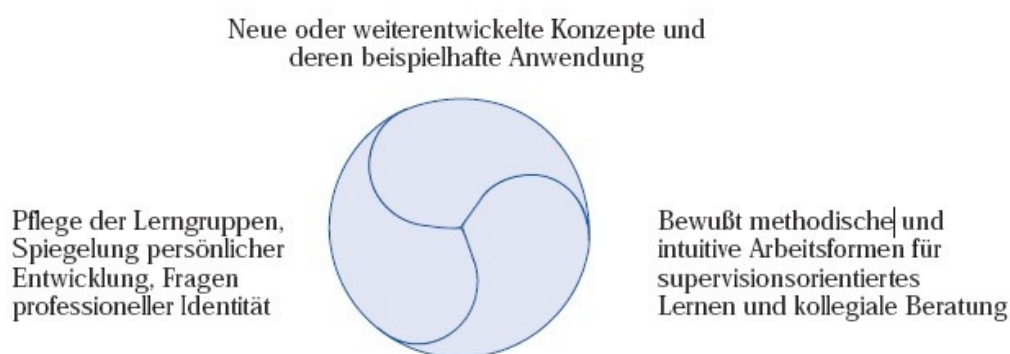 Neue oder weiterentwickelte Konzepte und
deren beispielhafte Anwendung
Pflege der Lerngruppen,
Spiegelung persönlicher
Entwicklung, Fragen
professioneller Identität
Bewußt methodische und
intuitive Arbeitsformen für
supervisionsorientiertes
Lernen und kollegiale Beratung